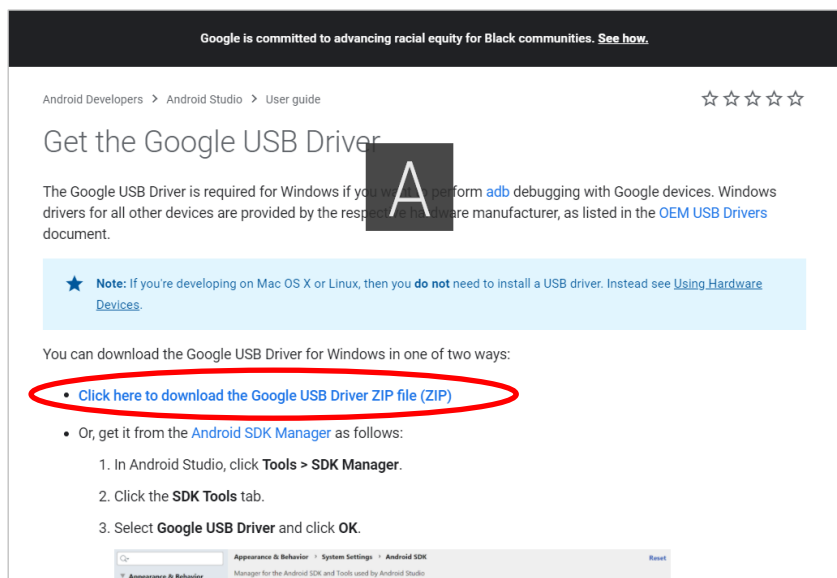 Google is committed to advancing racial equity for Black communities. See how.
Android Developers > Android Studio > User guide
Get the Google USB Driver
A
The Google USB Driver is required for Windows if you want to perform adb debugging with Google devices. Windows
drivers for all other devices are provided by the respective hardware manufacturer, as listed in the OEM USB Drivers
document.
Note: If you're developing on Mac OS X or Linux, then you do not need to install a USB driver. Instead see Using Hardware
Devices.
You can download the Google USB Driver for Windows in one of two ways:
• Click here to download the Google USB Driver ZIP file (ZIP)
• Or, get it from the Android SDK Manager as follows:
1. In Android Studio, click Tools > SDK Manager.
2. Click the SDK Tools tab.
3. Select Google USB Driver and click OK.
Appearance & Behavior > System Settings > Android SDK Reset
Appearance & Behavior Manager for the Android SDK and Tools used by Android Studio